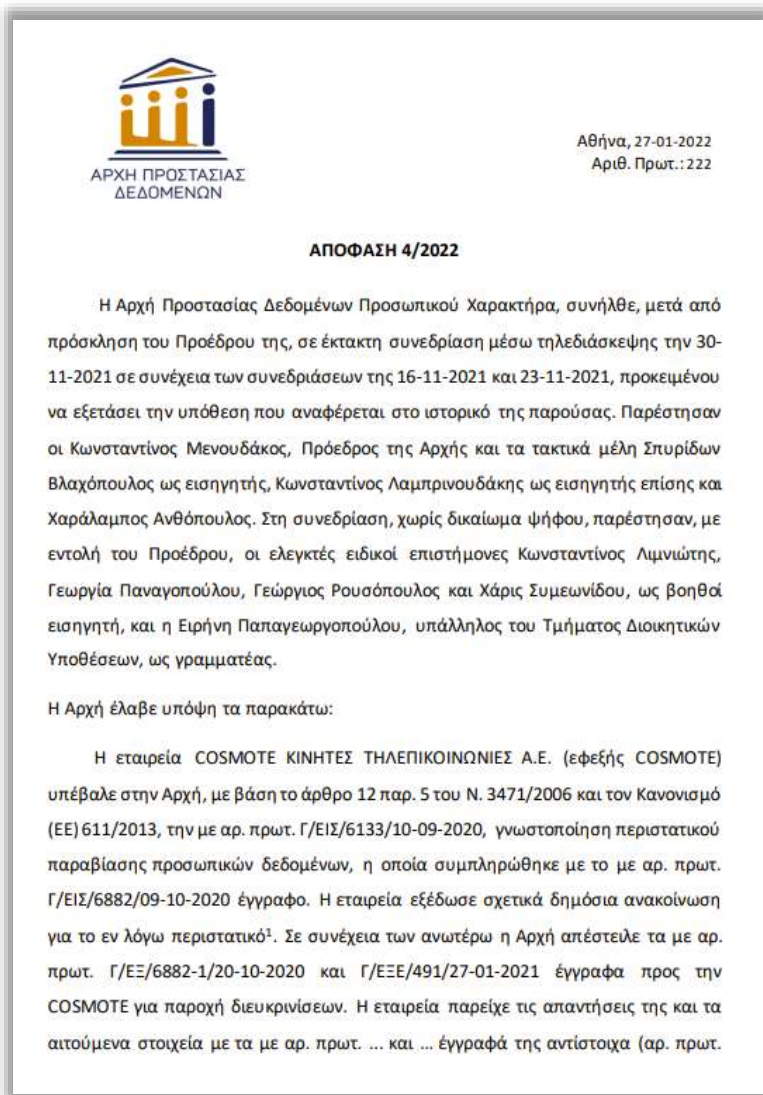 ΑΡΧΗ ΠΡΟΣΤΑΣΙΑΣ
ΔΕΔΟΜΕΝΩΝ
Αθήνα, 27-01-2022
Αριθ. Πρωτ.: 222
ΑΠΟΦΑΣΗ 4/2022
Η Αρχή Προστασίας Δεδομένων Προσωπικού Χαρακτήρα, συνήλθε, μετά από
πρόσκληση του Προέδρου της, σε έκτακτη συνεδρίαση μέσω τηλεδιάσκεψης την 30-
11-2021 σε συνέχεια των συνεδριάσεων της 16-11-2021 και 23-11-2021, προκειμένου
να εξετάσει την υπόθεση που αναφέρεται στο ιστορικό της παρούσας. Παρέστησαν
οι Κωνσταντίνος Μενουδάκος, Πρόεδρος της Αρχής και τα τακτικά μέλη Σπυρίδων
Βλαχόπουλος ως εισηγητής, Κωνσταντίνος Λαμπρινουδάκης ως εισηγητής επίσης και
Χαράλαμπος Ανθόπουλος. Στη συνεδρίαση, χωρίς δικαίωμα ψήφου, παρέστησαν, με
εντολή του Προέδρου, οι ελεγκτές ειδικοί επιστήμονες Κωνσταντίνος Λιμνιώτης,
Γεωργία Παναγοπούλου, Γεώργιος Ρουσόπουλος και Χάρις Συμεωνίδου, ως βοηθοί
εισηγητή, και η Ειρήνη Παπαγεωργοπούλου, υπάλληλος του Τμήματος Διοικητικών
Υποθέσεων, ως γραμματέας.
Η Αρχή έλαβε υπόψη τα παρακάτω:
Η εταιρεία COSMOTE ΚΙΝΗΤΕΣ ΤΗΛΕΠΙΚΟΙΝΩΝΙΕΣ Α.Ε. (εφεξής COSMOTE)
υπέβαλε στην Αρχή, με βάση το άρθρο 12 παρ. 5 του Ν. 3471/2006 και τον Κανονισμό
(ΕΕ) 611/2013, την με αρ. πρωτ. Γ/ΕΙΣ/6133/10-09-2020, γνωστοποίηση περιστατικού
παραβίασης προσωπικών δεδομένων, η οποία συμπληρώθηκε με το με αρ. πρωτ.
Γ/ΕΙΣ/6882/09-10-2020 έγγραφο. Η εταιρεία εξέδωσε σχετικά δημόσια ανακοίνωση
για το εν λόγω περιστατικό¹. Σε συνέχεια των ανωτέρω η Αρχή απέστειλε τα με αρ.
πρωτ. Γ/ΕΞ/6882-1/20-10-2020 και Γ/ΕΞΕ/491/27-01-2021 έγγραφα προς την
COSMOTE για παροχή διευκρινίσεων. Η εταιρεία παρείχε τις απαντήσεις της και τα
αιτούμενα στοιχεία με τα με αρ. πρωτ. ... και ... έγγραφά της αντίστοιχα (αρ. πρωτ.